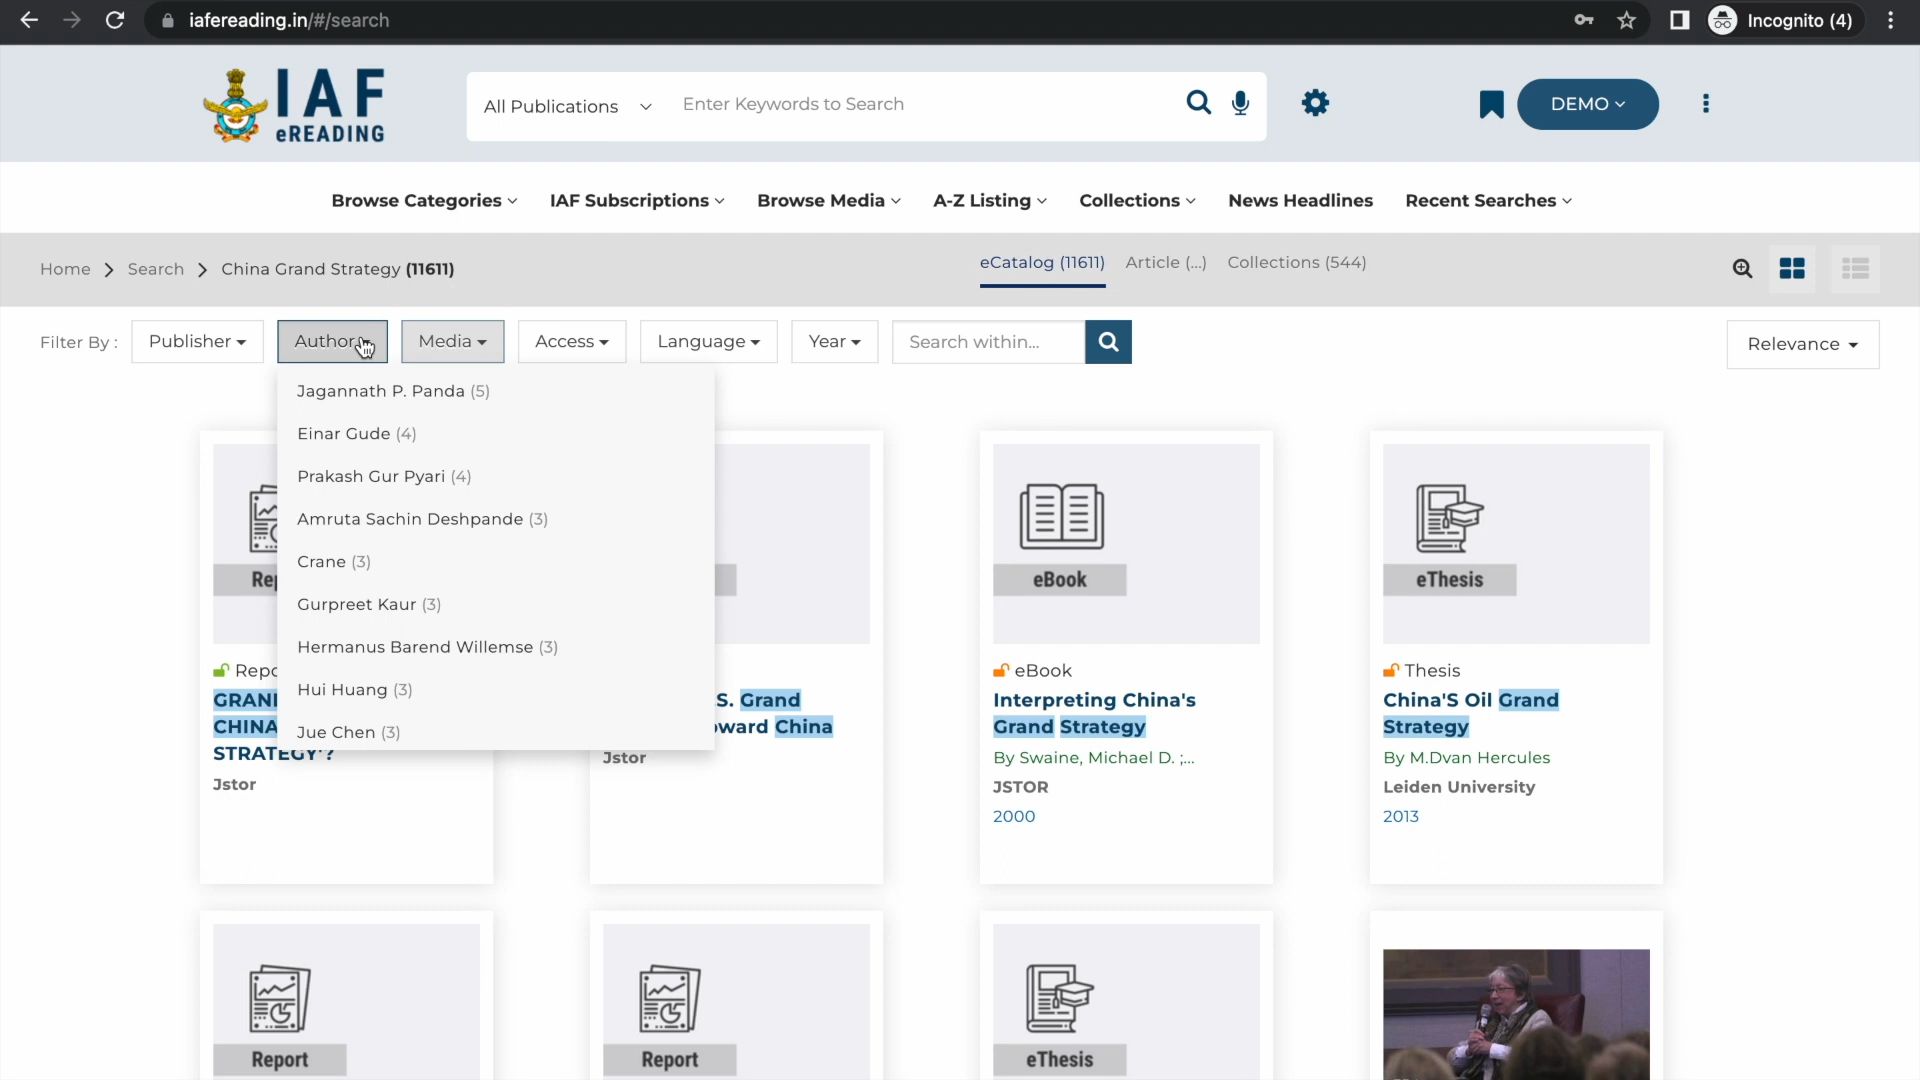 iafereading.in/#/search
Incognito (4)
IAF
eREADING
All Publications
Enter Keywords to Search
DEMO
Browse Categories
IAF Subscriptions
Browse Media
A-Z Listing
Collections
News Headlines
Recent Searches
Home
Search
China Grand Strategy (11611)
eCatalog (11611)
Article (...)
Collections (544)
Filter By :
Publisher
Author
Media
Access
Language
Year
Search within...
Relevance
Jagannath P. Panda (5)
Einar Gude (4)
Prakash Gur Pyari (4)
Amruta Sachin Deshpande (3)
Crane (3)
Gurpreet Kaur (3)
Hermanus Barend Willemse (3)
Hui Huang (3)
Jue Chen (3)
CHINA
STRATEGY'?
Jstor
S. Grand
China
Jstor
eBook
eBook
Interpreting China's
Grand Strategy
By Swaine, Michael D. ;...
JSTOR
2000
eThesis
Thesis
China'S Oil Grand
Strategy
By M.Dvan Hercules
Leiden University
2013
Report
Report
eThesis